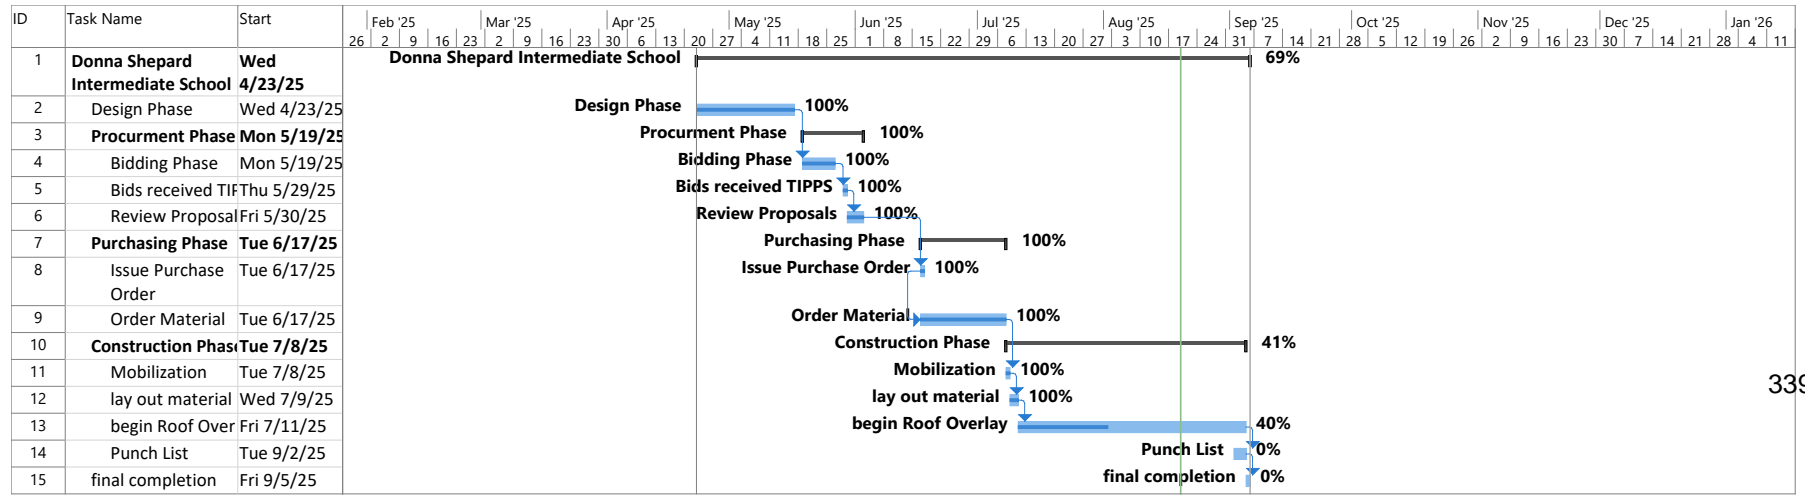 ID Task Name Start Feb '25 Mar '25 Apr '25 May '25 Jun '25 Jul '25 Aug '25 Sep '25 Oct '25 Nov '25 Dec '25 Jan '26
26 2 9 16 23 2 9 16 23 30 6 13 20 27 4 11 18 25 1 8 15 22 29 6 13 20 27 3 10 17 24 31 7 14 21 28 5 12 19 26 2 9 16 23 30 7 14 21 28 4 11
1 Donna Shepard Wed Donna Shepard Intermediate School 69%
Intermediate School 4/23/25
2 Design Phase Wed 4/23/25 Design Phase 100%
3 Procurment Phase Mon 5/19/25 Procurment Phase 100%
4 Bidding Phase Mon 5/19/25 Bidding Phase 100%
5 Bids received TIP Thu 5/29/25 Bids received TIPPS 100%
6 Review Proposal Fri 5/30/25 Review Proposals 100%
7 Purchasing Phase Tue 6/17/25 Purchasing Phase 100%
8 Issue Purchase Tue 6/17/25 Issue Purchase Order 100%
Order
9 Order Material Tue 6/17/25 Order Material 100%
10 Construction Phase Tue 7/8/25 Construction Phase 41%
11 Mobilization Tue 7/8/25 Mobilization 100%
12 lay out material Wed 7/9/25 lay out material 100%
339
13 begin Roof Over Fri 7/11/25 begin Roof Overlay 40%
14 Punch List Tue 9/2/25 Punch List 0%
15 final completion Fri 9/5/25 final completion 0%